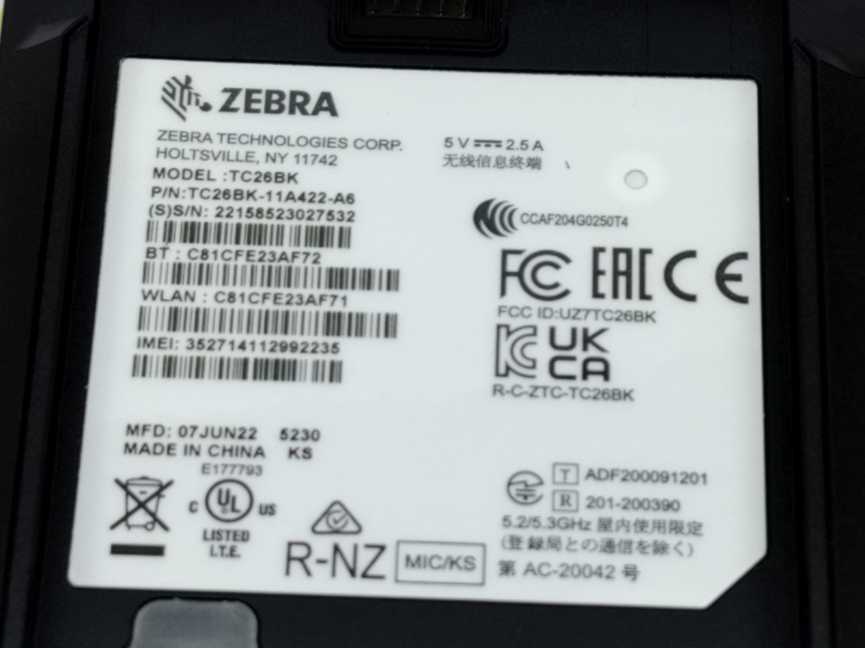 ZEBRA
ZEBRA TECHNOLOGIES CORP.
HOLTSVILLE, NY 11742
MODEL :TC26BK
P/N:TC26BK-11A422-A6
(S)S/N: 22158523027532
BT : C81CFE23AF72
WLAN : C81CFE23AF71
IMEI: 352714112992235
5 V 2.5 A
无线信息终端
CCAF204G0250T4
FC EAC CE
FCC ID:UZ7TC26BK
KC UK
CA
R-C-ZTC-TC26BK
MFD: 07JUN22 5230
MADE IN CHINA KS
E177793
C UL US
LISTED
I.T.E.
R-NZ
MIC/KS
T ADF200091201
R 201-200390
5.2/5.3GHz 屋内使用限定
(登録局との通信を除く)
第 AC-20042 号